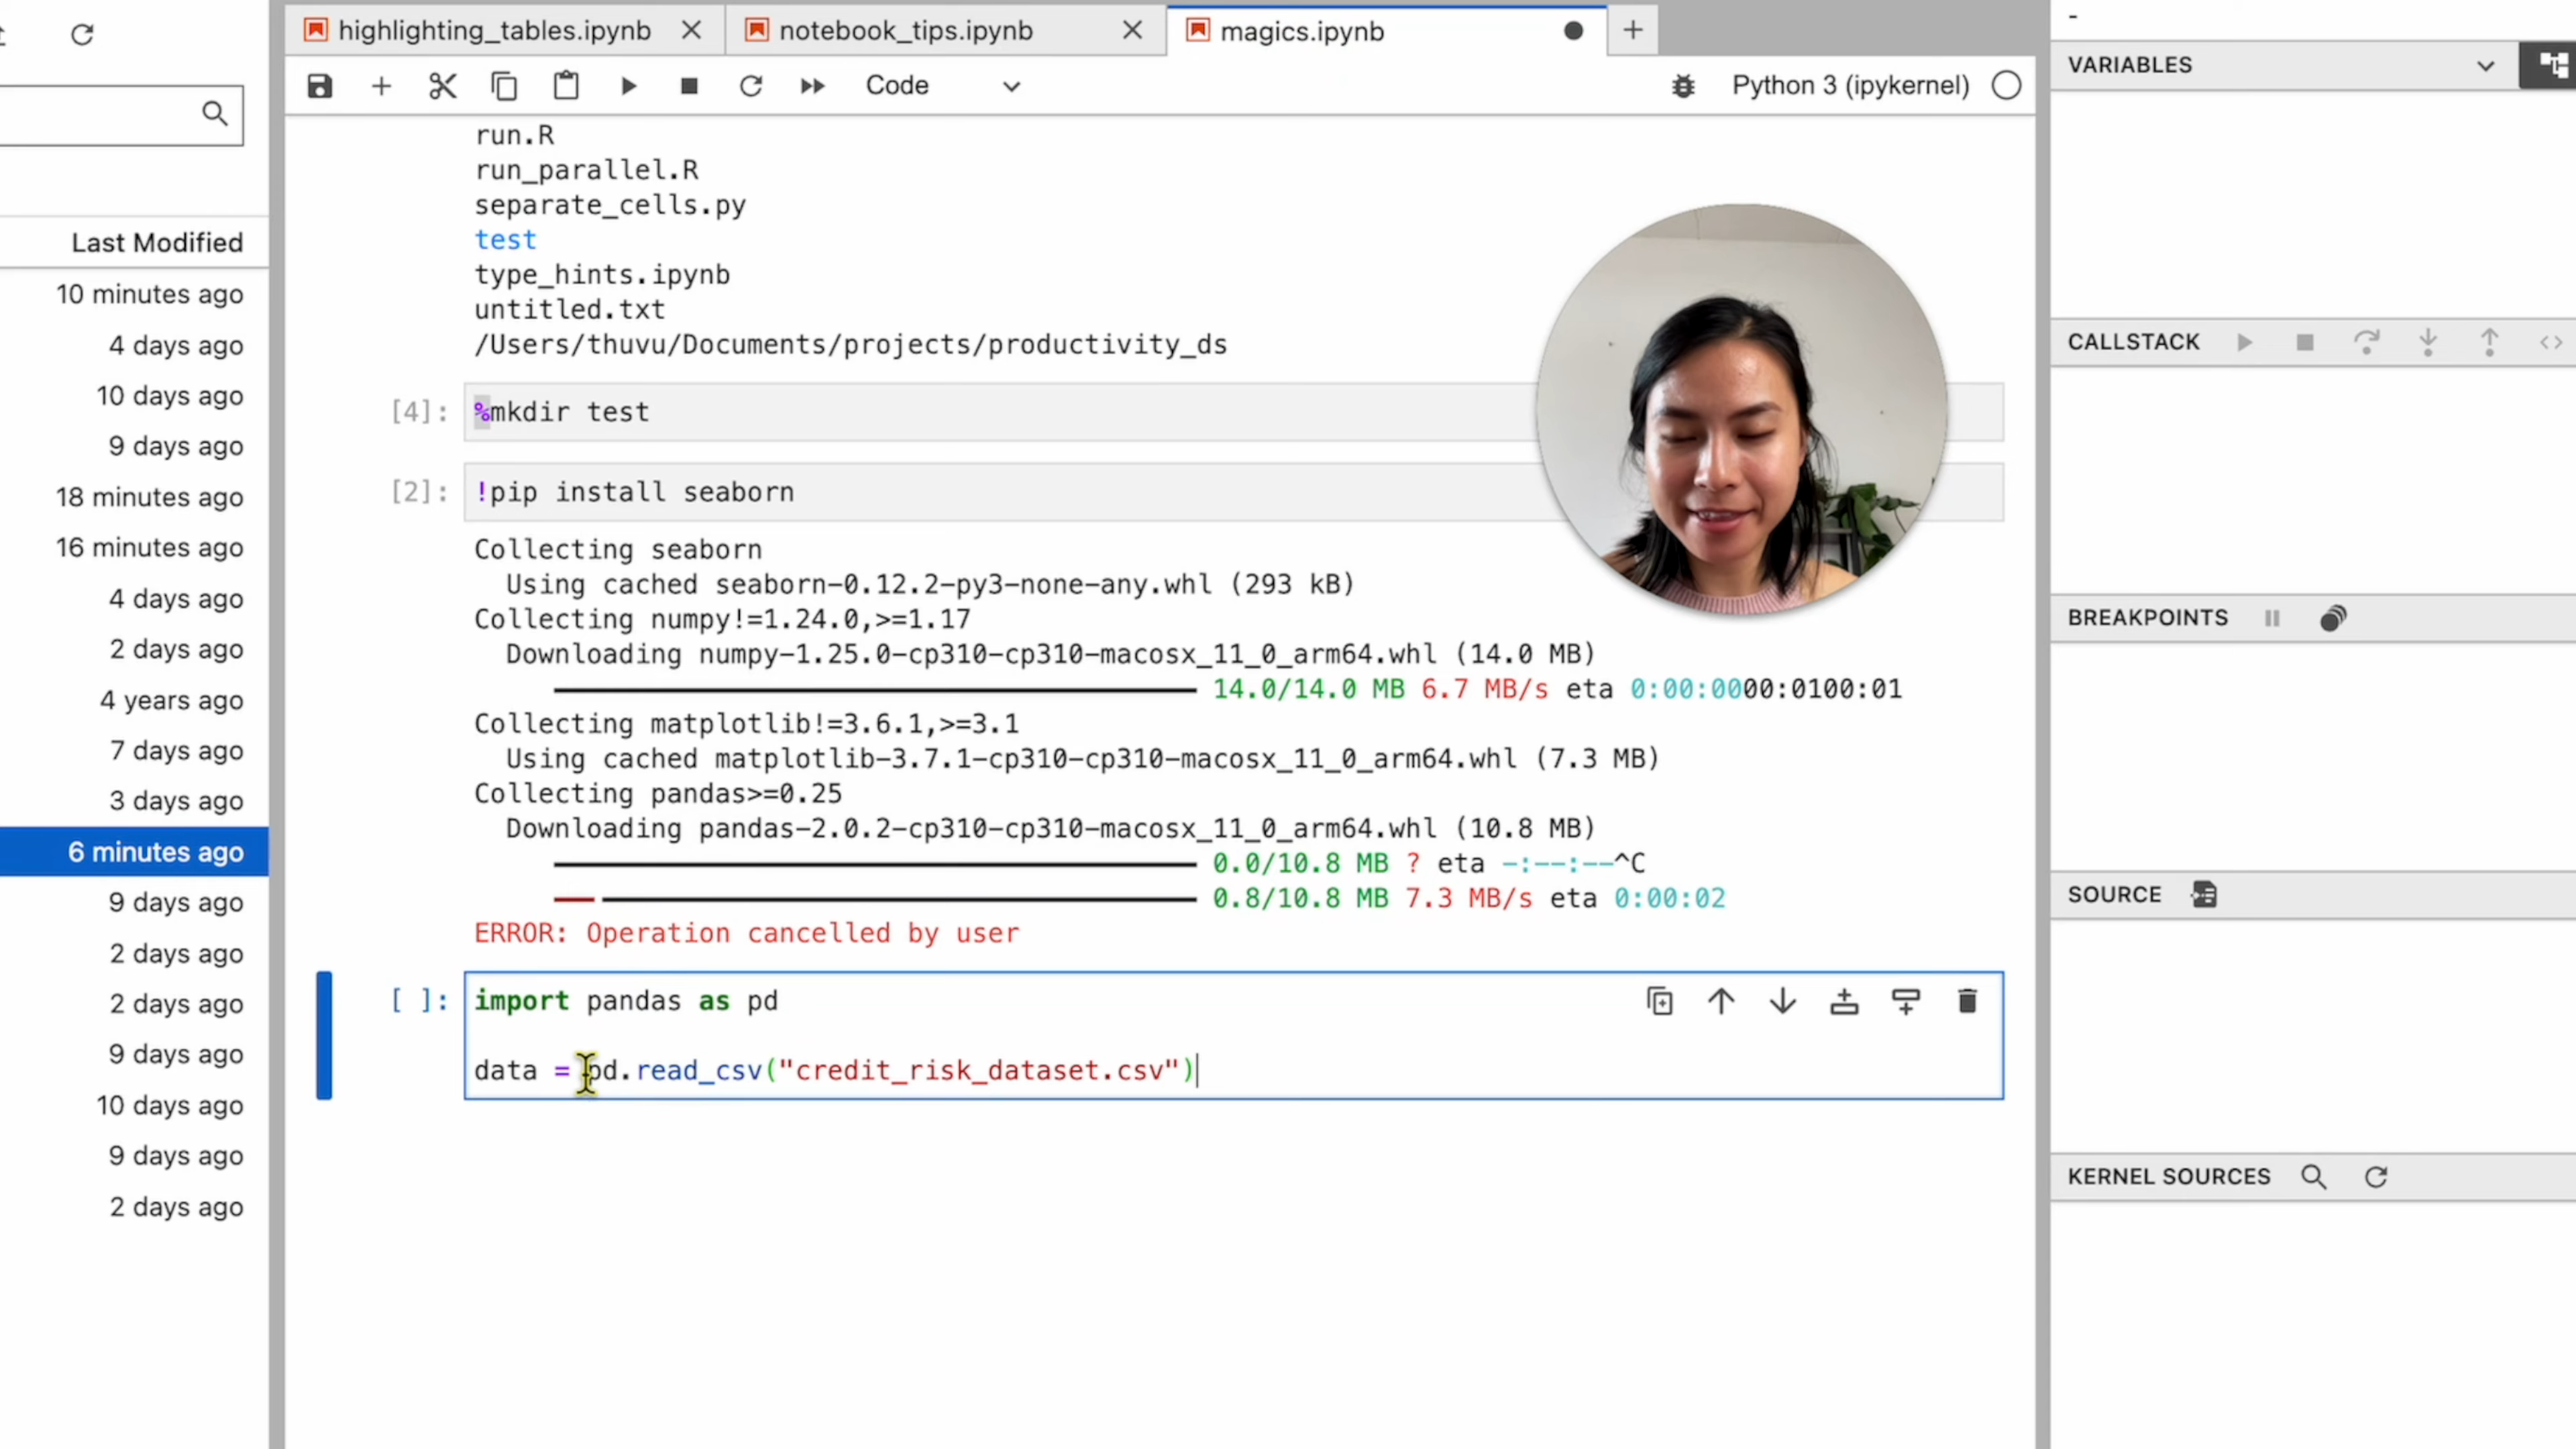 highlighting_tables.ipynb
notebook_tips.ipynb
magics.ipynb
Code
Python 3 (ipykernel)
Last Modified
10 minutes ago
4 days ago
10 days ago
9 days ago
18 minutes ago
16 minutes ago
4 days ago
2 days ago
4 years ago
7 days ago
3 days ago
6 minutes ago
9 days ago
2 days ago
2 days ago
9 days ago
10 days ago
9 days ago
2 days ago
run.R
run_parallel.R
separate_cells.py
test
type_hints.ipynb
untitled.txt
/Users/thuvu/Documents/projects/productivity_ds
[4]: %mkdir test
[2]: !pip install seaborn
Collecting seaborn
  Using cached seaborn-0.12.2-py3-none-any.whl (293 kB)
Collecting numpy!=1.24.0,>=1.17
  Downloading numpy-1.25.0-cp310-cp310-macosx_11_0_arm64.whl (14.0 MB)
14.0/14.0 MB 6.7 MB/s eta 0:00:0000:0100:01
Collecting matplotlib!=3.6.1,>=3.1
  Using cached matplotlib-3.7.1-cp310-cp310-macosx_11_0_arm64.whl (7.3 MB)
Collecting pandas>=0.25
  Downloading pandas-2.0.2-cp310-cp310-macosx_11_0_arm64.whl (10.8 MB)
0.0/10.8 MB ? eta -:--:--^C
0.8/10.8 MB 7.3 MB/s eta 0:00:02
ERROR: Operation cancelled by user
[ ]: import pandas as pd
data = pd.read_csv("credit_risk_dataset.csv")
VARIABLES
CALLSTACK
BREAKPOINTS
SOURCE
KERNEL SOURCES